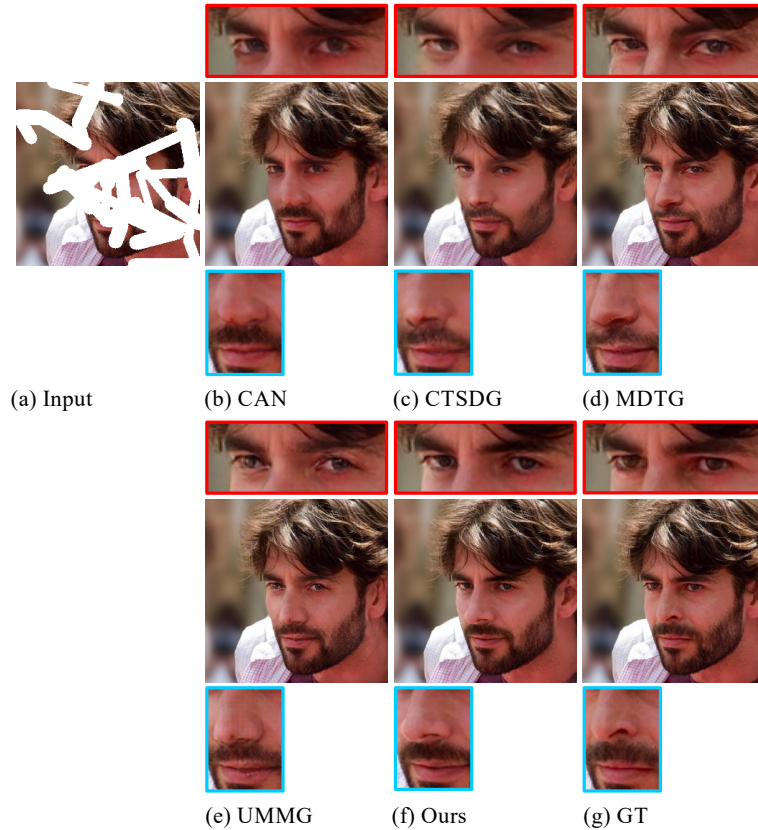 (a) Input
(b) CAN
(c) CTSDG
(d) MDTG
(e) UMMG
(f) Ours
(g) GT